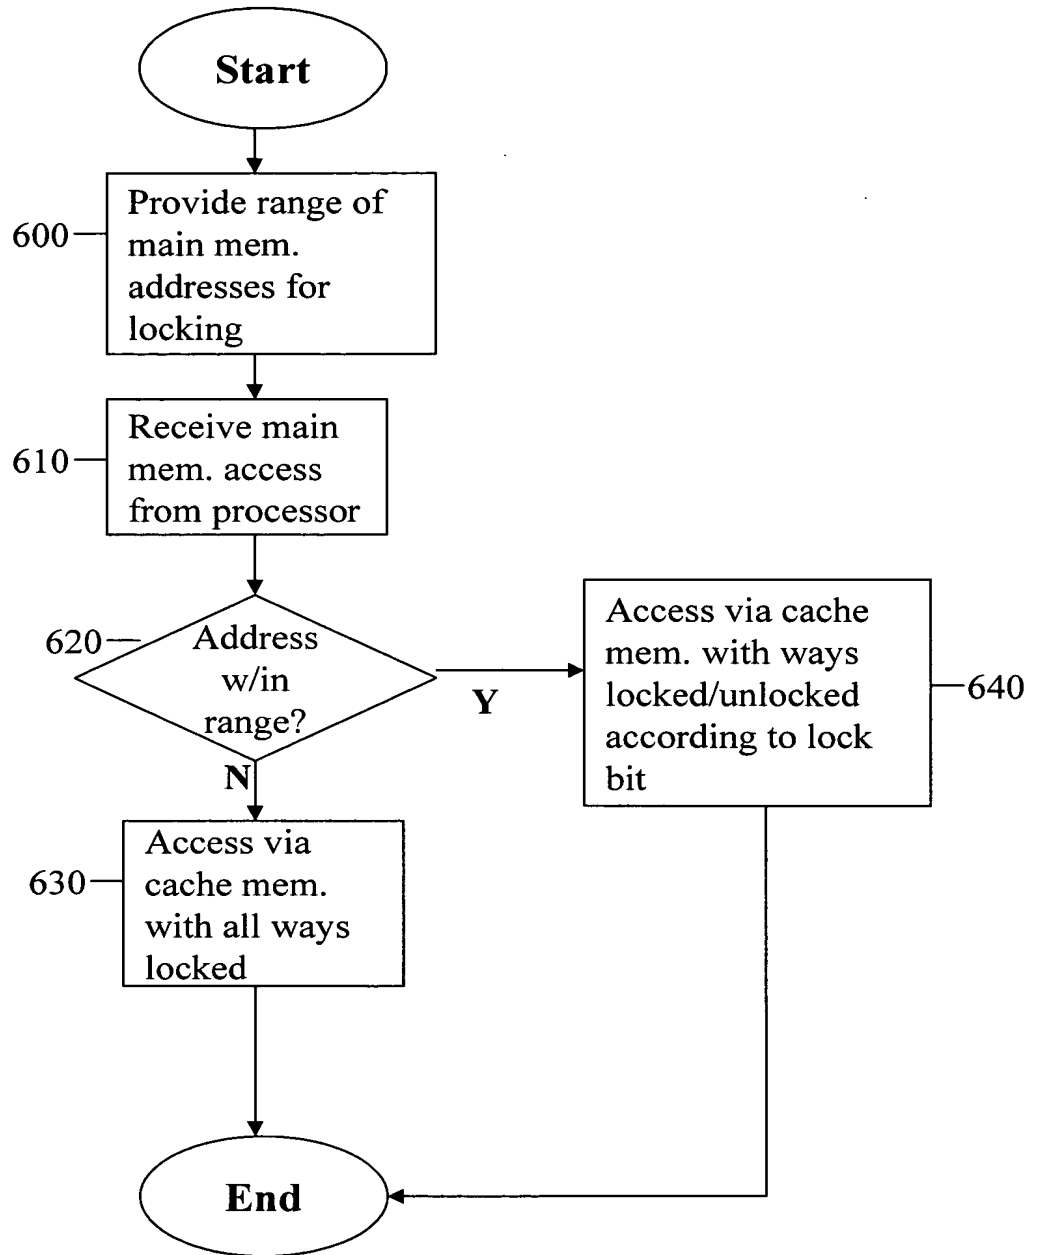 Start
600
Provide range of
main mem.
addresses for
locking
610
Receive main
mem. access
from processor
620
Address
w/in
range?
Y
N
Access via cache
mem. with ways
locked/unlocked
according to lock
bit
640
630
Access via
cache mem.
with all ways
locked
End